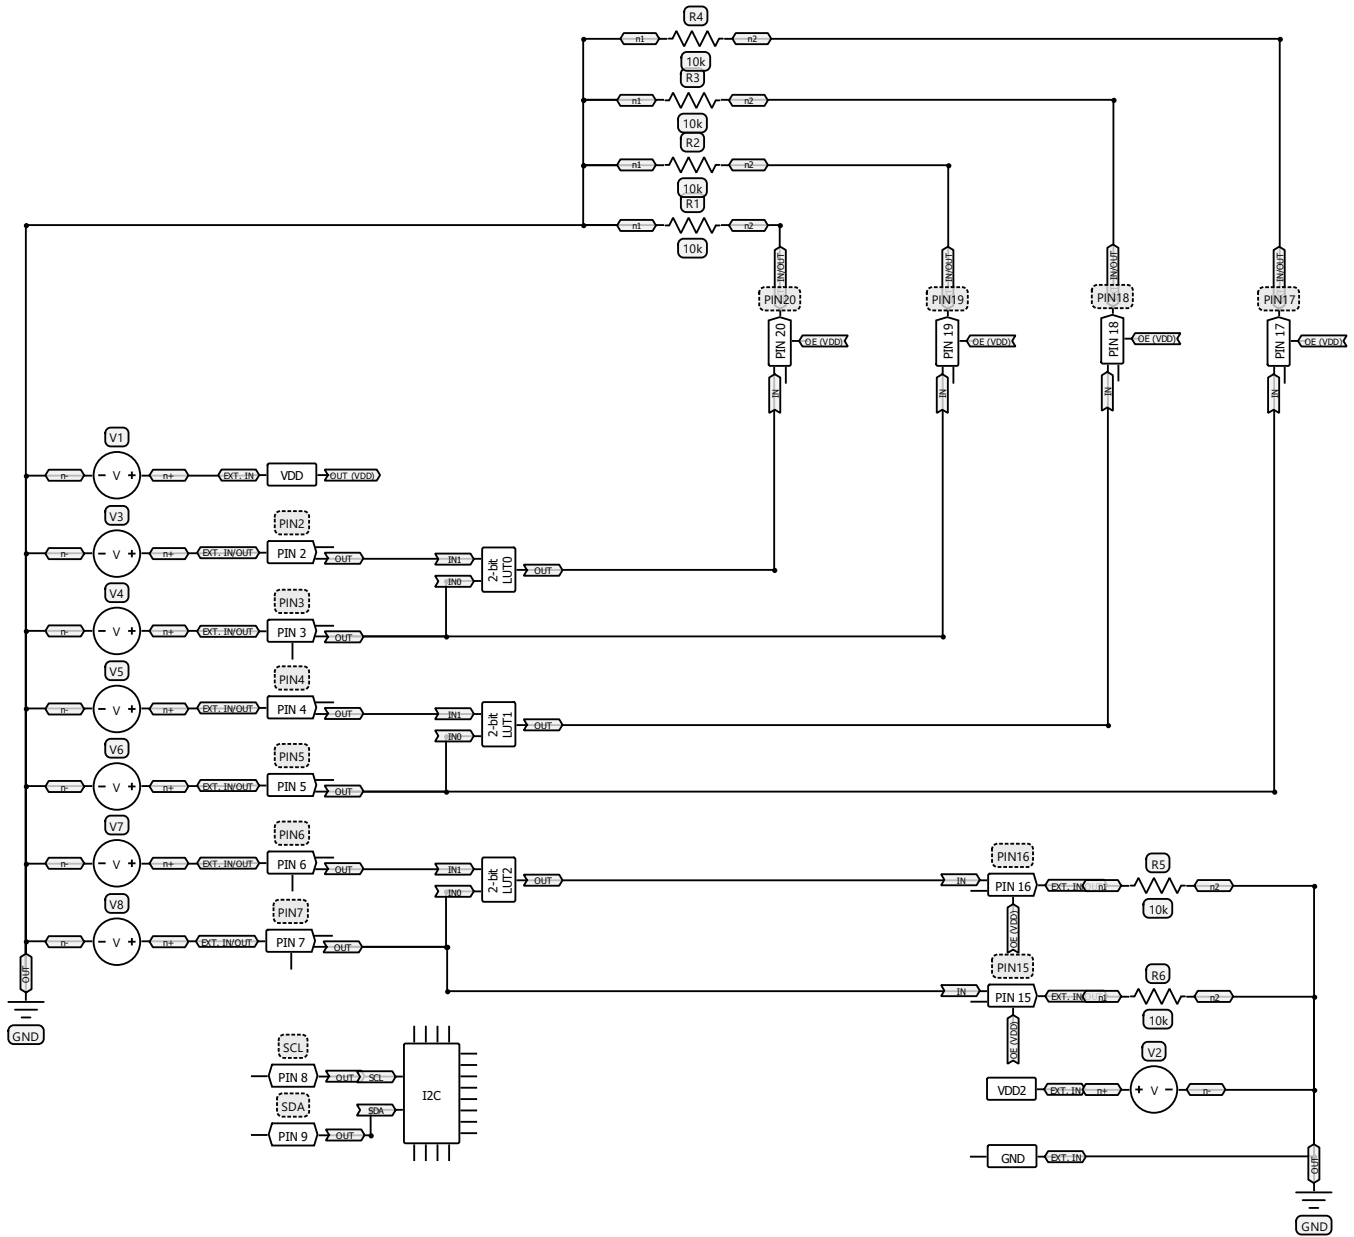 R4
n1 n2
10k
R3
n1 n2
10k
R2
n1 n2
10k
R1
n1 n2
10k
IN/OUT IN/OUT IN/OUT IN/OUT
PIN20 PIN19 PIN18 PIN17
PIN 20 OE (VDD) PIN 19 OE (VDD) PIN 18 OE (VDD) PIN 17 OE (VDD)
IN IN IN IN
V1
n- - V + n+ EXT. IN VDD OUT (VDD)
V3 PIN2
n- - V + n+ EXT. IN/OUT PIN 2 OUT IN1 2-bit LUT0 OUT
IN0
V4 PIN3
n- - V + n+ EXT. IN/OUT PIN 3 OUT
V5 PIN4
n- - V + n+ EXT. IN/OUT PIN 4 OUT IN1 2-bit LUT1 OUT
IN0
V6 PIN5
n- - V + n+ EXT. IN/OUT PIN 5 OUT
V7 PIN6
n- - V + n+ EXT. IN/OUT PIN 6 OUT IN1 2-bit LUT2 OUT
IN0
PIN16 R5
IN PIN 16 EXT. IN n1 n2
10k
OE (VDD)
V8 PIN7
n- - V + n+ EXT. IN/OUT PIN 7 OUT
OUT
GND
PIN15 R6
IN PIN 15 EXT. IN n1 n2
10k
OE (VDD)
SCL
PIN 8 OUT SCL
I2C
SDA
SDA
PIN 9 OUT
V2
VDD2 EXT. IN n+ + V - n-
GND EXT. IN
OUT
GND